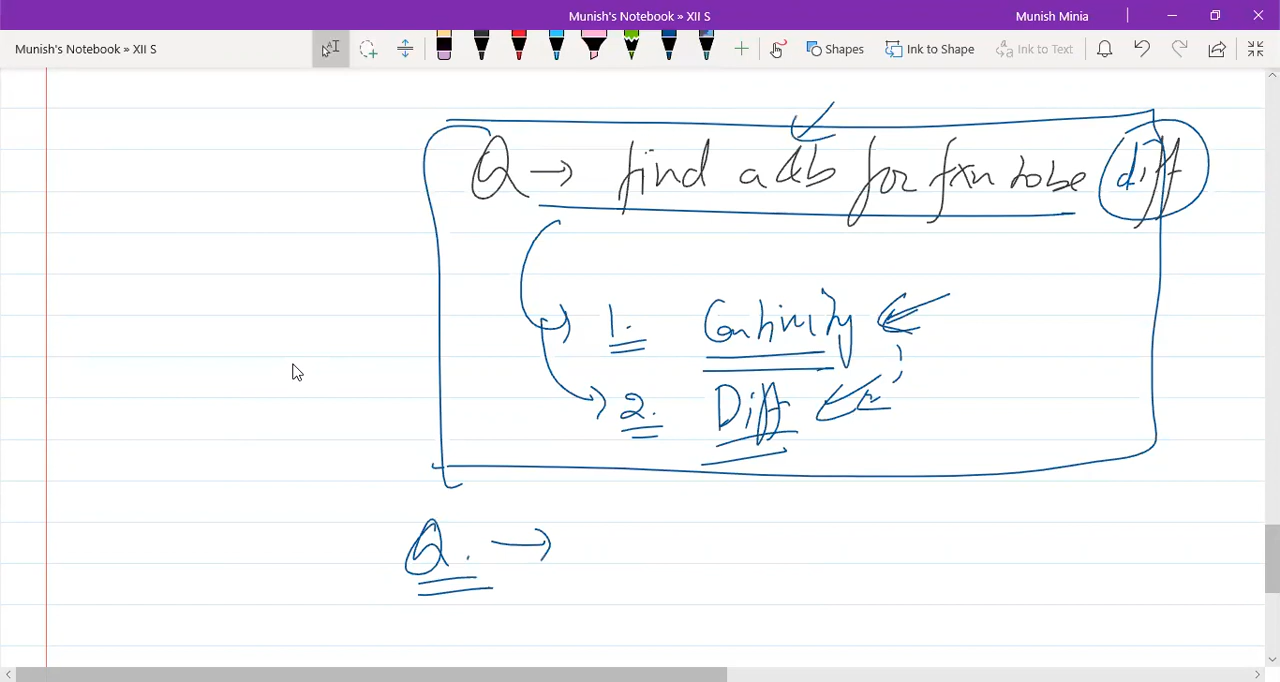 Munish's Notebook » XII S
Munish Minia
Munish's Notebook » XII S
Shapes
Ink to Shape
Ink to Text
Q → find a & b for fxn to be diff
1. Continuity
2. Diff
Q. →